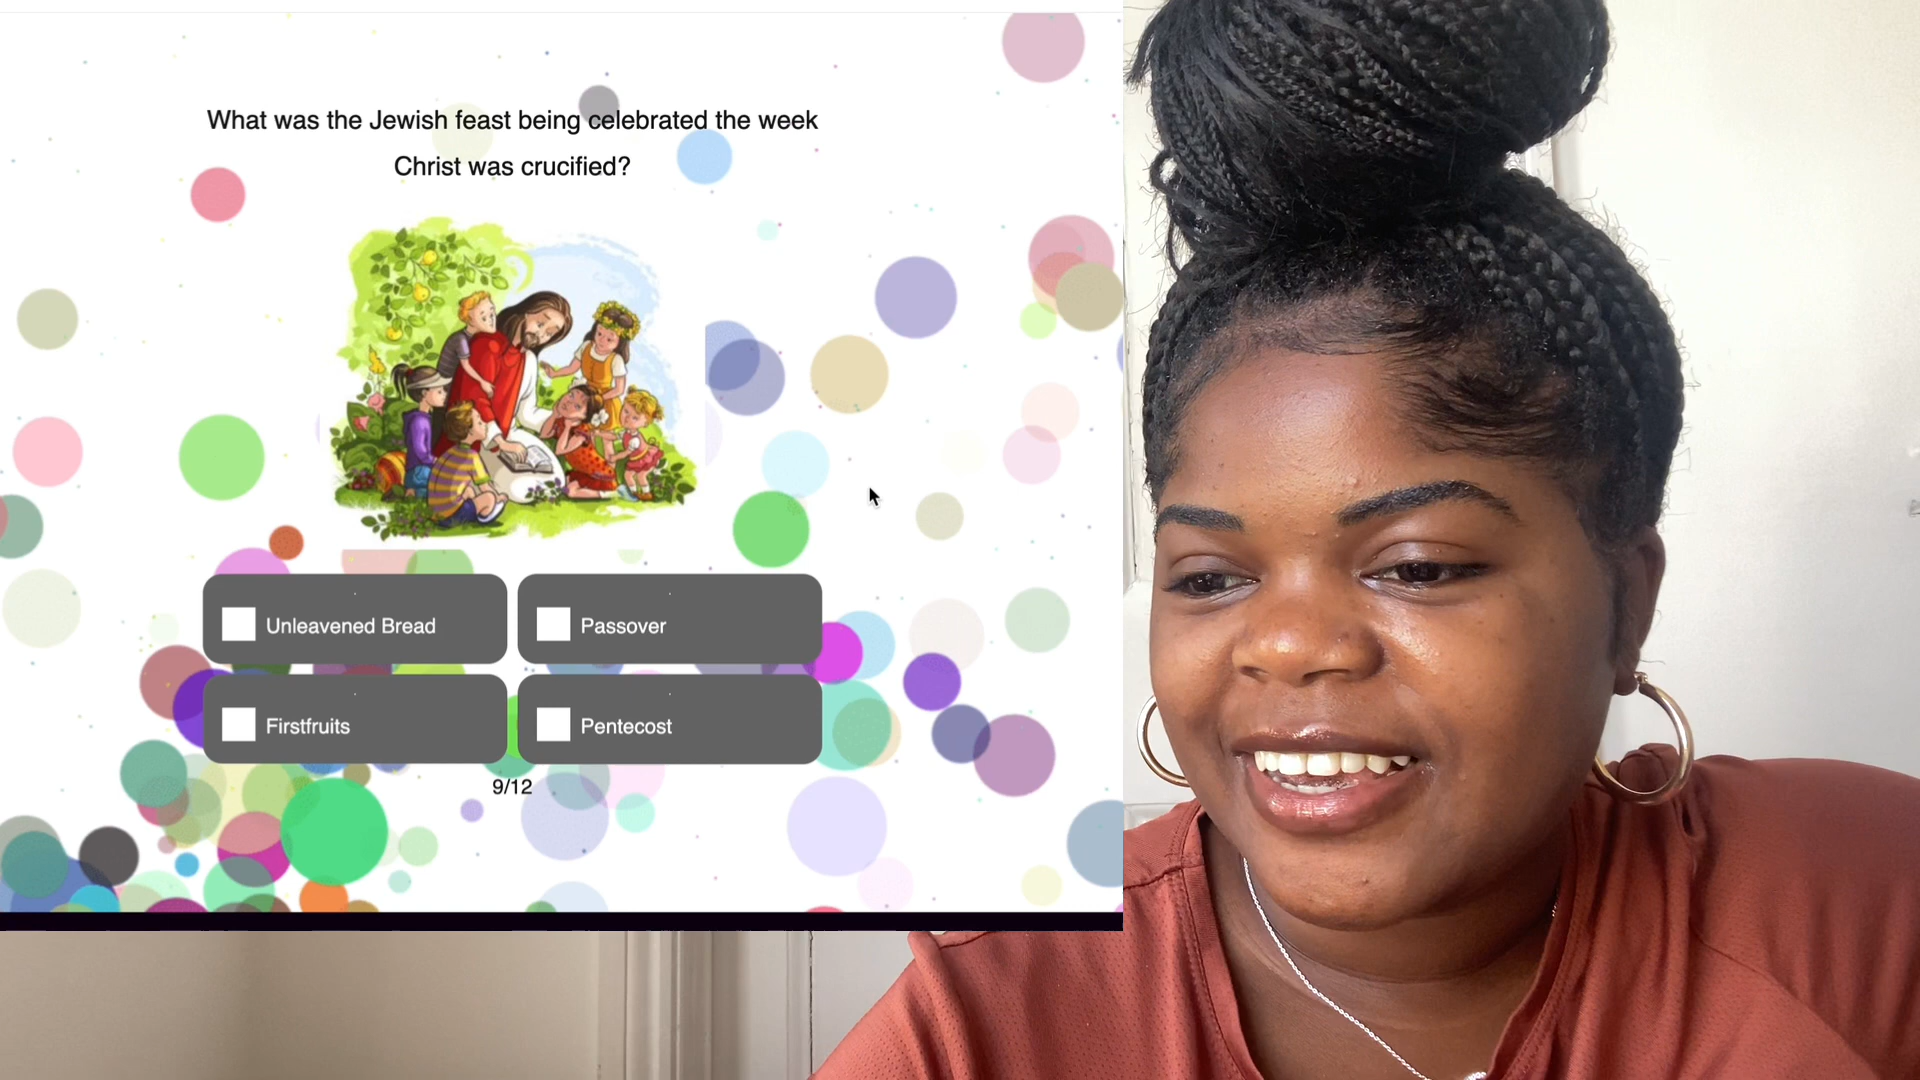 What was the Jewish feast being celebrated the week
Christ was crucified?
Unleavened Bread
Passover
Firstfruits
Pentecost
9/12